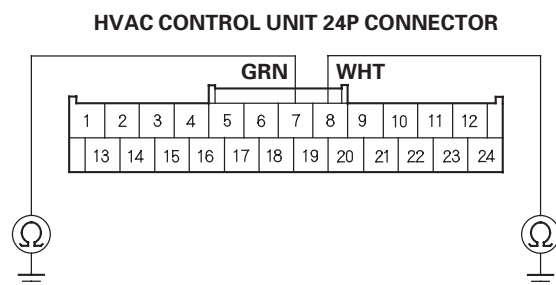 HVAC CONTROL UNIT 24P CONNECTOR
GRN WHT
1 2 3 4 5 6 7 8 9 10 11 12
13 14 15 16 17 18 19 20 21 22 23 24
Ω Ω